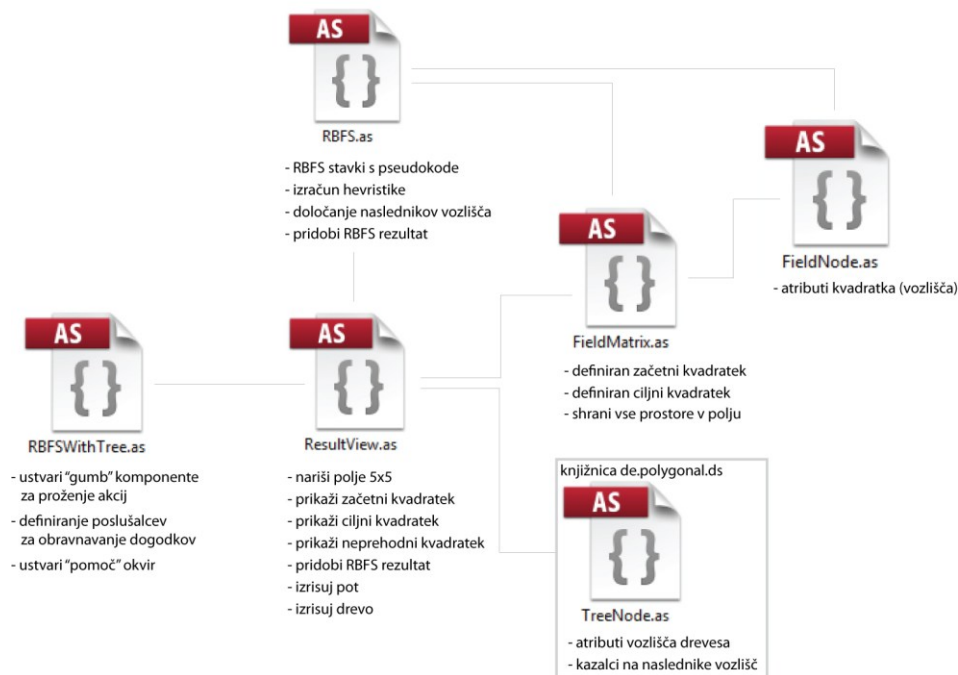 AS
{ }
RBFS.as
- RBFS stavki s pseudokode
- izračun hevristike
- določanje naslednikov vozlišča
- pridobi RBFS rezultat
AS
{ }
FieldNode.as
- atributi kvadratka (vozlišča)
AS
{ }
FieldMatrix.as
- definiran začetni kvadratek
- definiran ciljni kvadratek
- shrani vse prostore v polju
AS
{ }
RBFSWithTree.as
- ustvari "gumb" komponente
za proženje akcij
- definiranje poslušalcev
za obravnavanje dogodkov
- ustvari "pomoč" okvir
AS
{ }
ResultView.as
- nariši polje 5x5
- prikaži začetni kvadratek
- prikaži ciljni kvadratek
- prikaži neprehodni kvadratek
- pridobi RBFS rezultat
- izrisuj pot
- izrisuj drevo
knjižnica de.polygonal.ds
AS
{ }
TreeNode.as
- atributi vozlišča drevesa
- kazalci na naslednike vozlišč